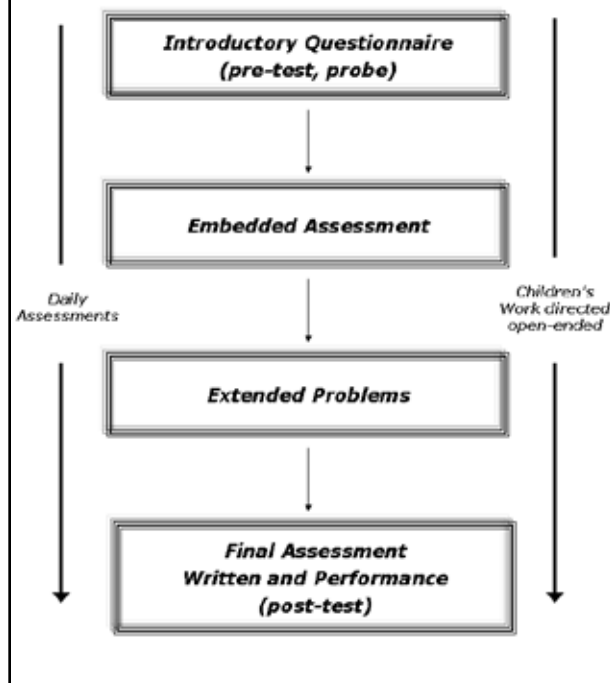 Introductory Questionnaire
(pre-test, probe)
Embedded Assessment
Daily
Assessments
Children's
Work directed
open-ended
Extended Problems
Final Assessment
Written and Performance
(post-test)